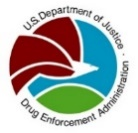 U.S. Department of Justice
Drug Enforcement Administration